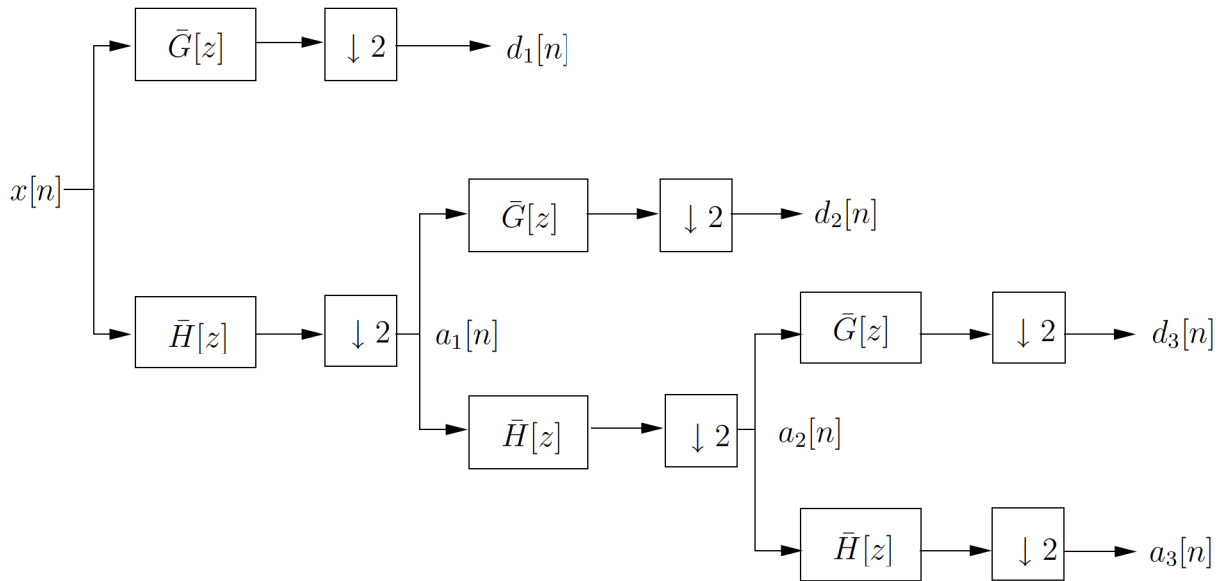 Ḡ[z] ↓ 2 d₁[n]
x[n]
Ḡ[z] ↓ 2 d₂[n]
H̄[z] ↓ 2 a₁[n] Ḡ[z] ↓ 2 d₃[n]
H̄[z] ↓ 2 a₂[n]
H̄[z] ↓ 2 a₃[n]